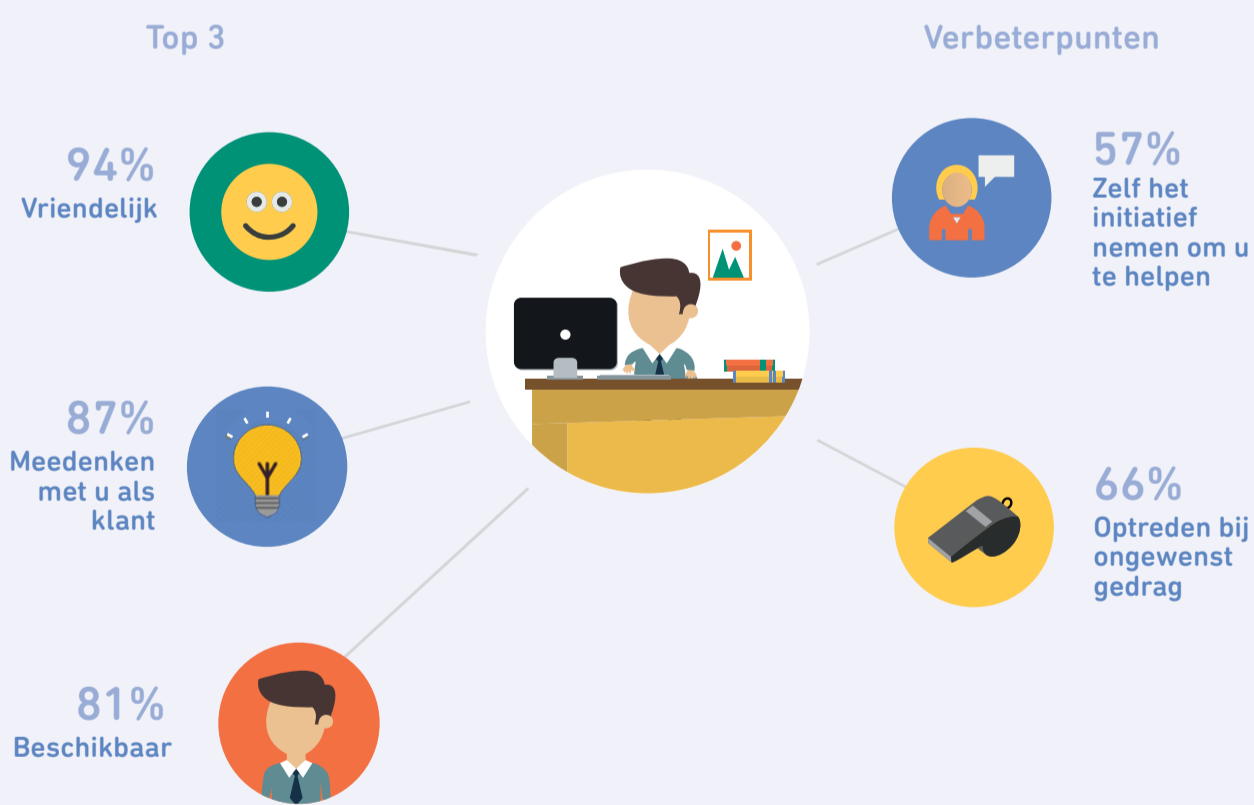 Top 3
94%
Vriendelijk
87%
Meedenken
met u als
klant
81%
Beschikbaar
Verbeterpunten
57%
Zelf het
initiatief
nemen om u
te helpen
66%
Optreden bij
ongewenst
gedrag